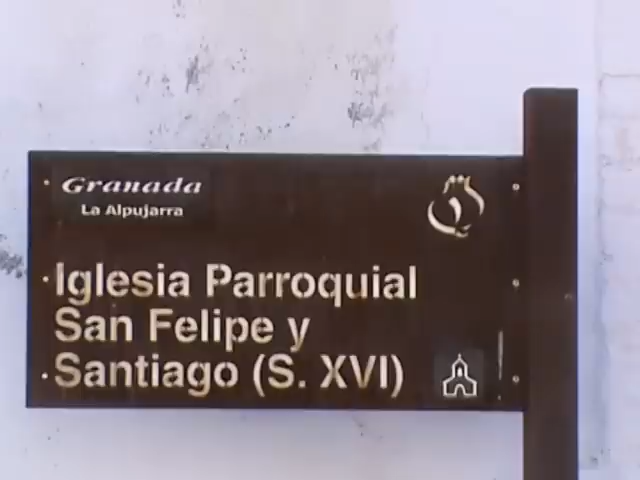 Granada
La Alpujarra
Iglesia Parroquial
San Felipe y
Santiago (S. XVI)